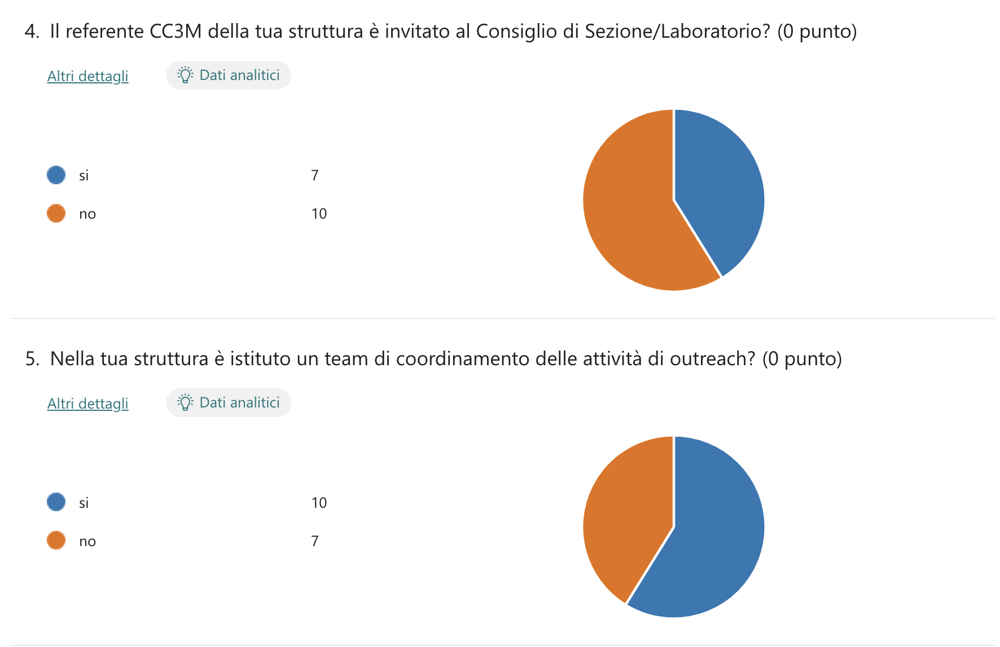 4. Il referente CC3M della tua struttura è invitato al Consiglio di Sezione/Laboratorio? (0 punto)
Altri dettagli
Dati analitici
si 7
no 10
5. Nella tua struttura è istituto un team di coordinamento delle attività di outreach? (0 punto)
Altri dettagli
Dati analitici
si 10
no 7